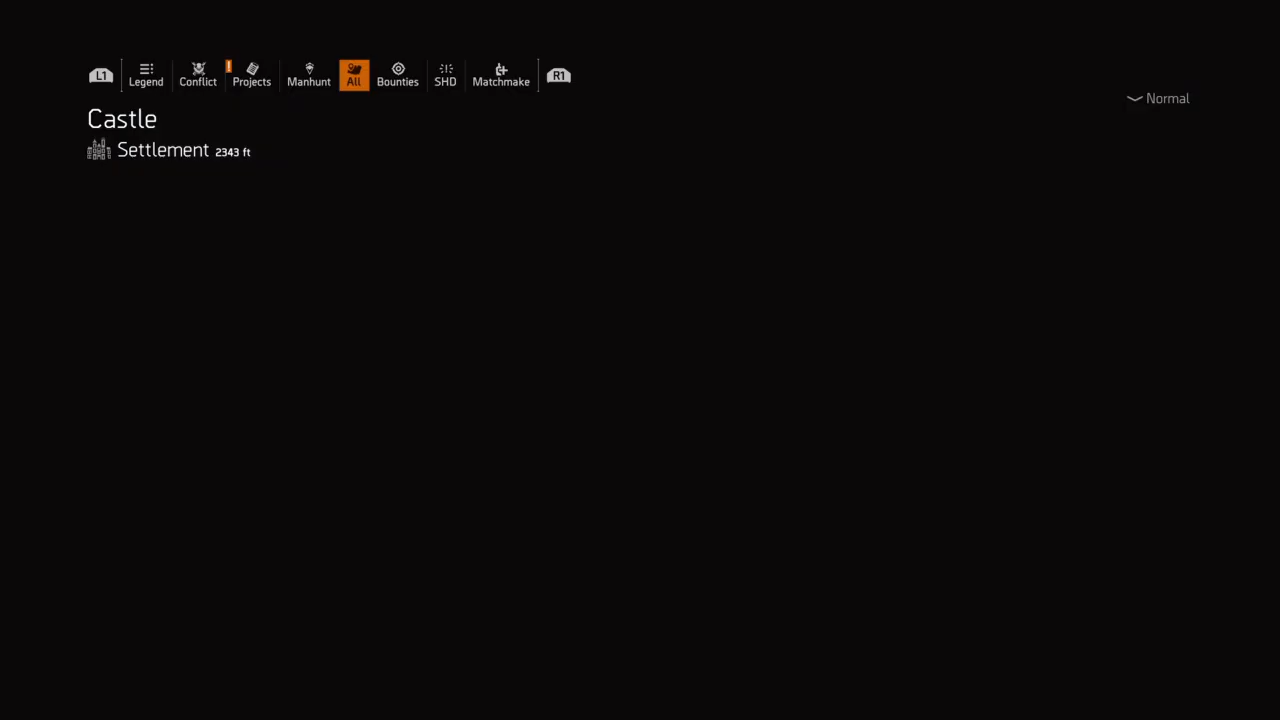 L1 Legend Conflict ! Projects Manhunt All Bounties SHD Matchmake R1
Normal
Castle
Settlement 2343 ft